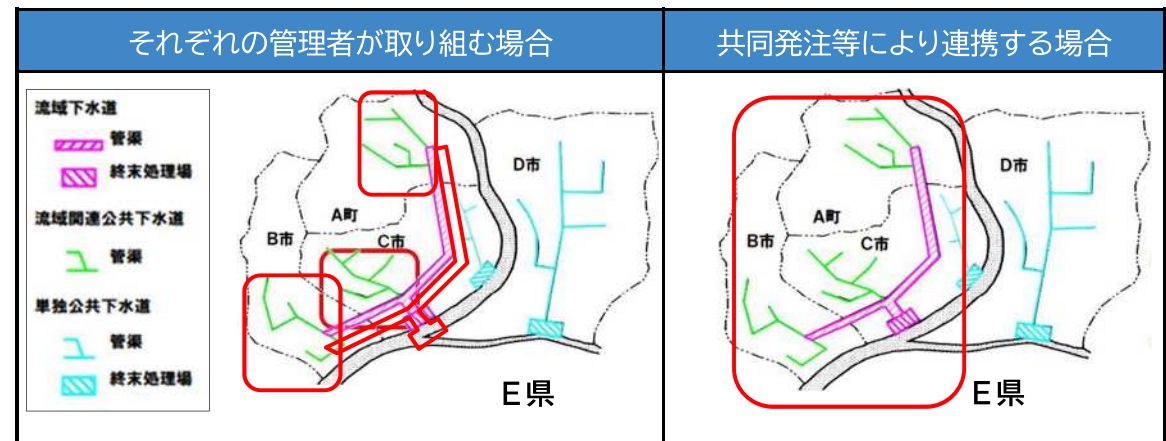 それぞれの管理者が取り組む場合
共同発注等により連携する場合
流域下水道
管渠
終末処理場
流域関連公共下水道
管渠
単独公共下水道
管渠
終末処理場
D市
A町
B市
C市
E県
D市
A町
B市
C市
E県